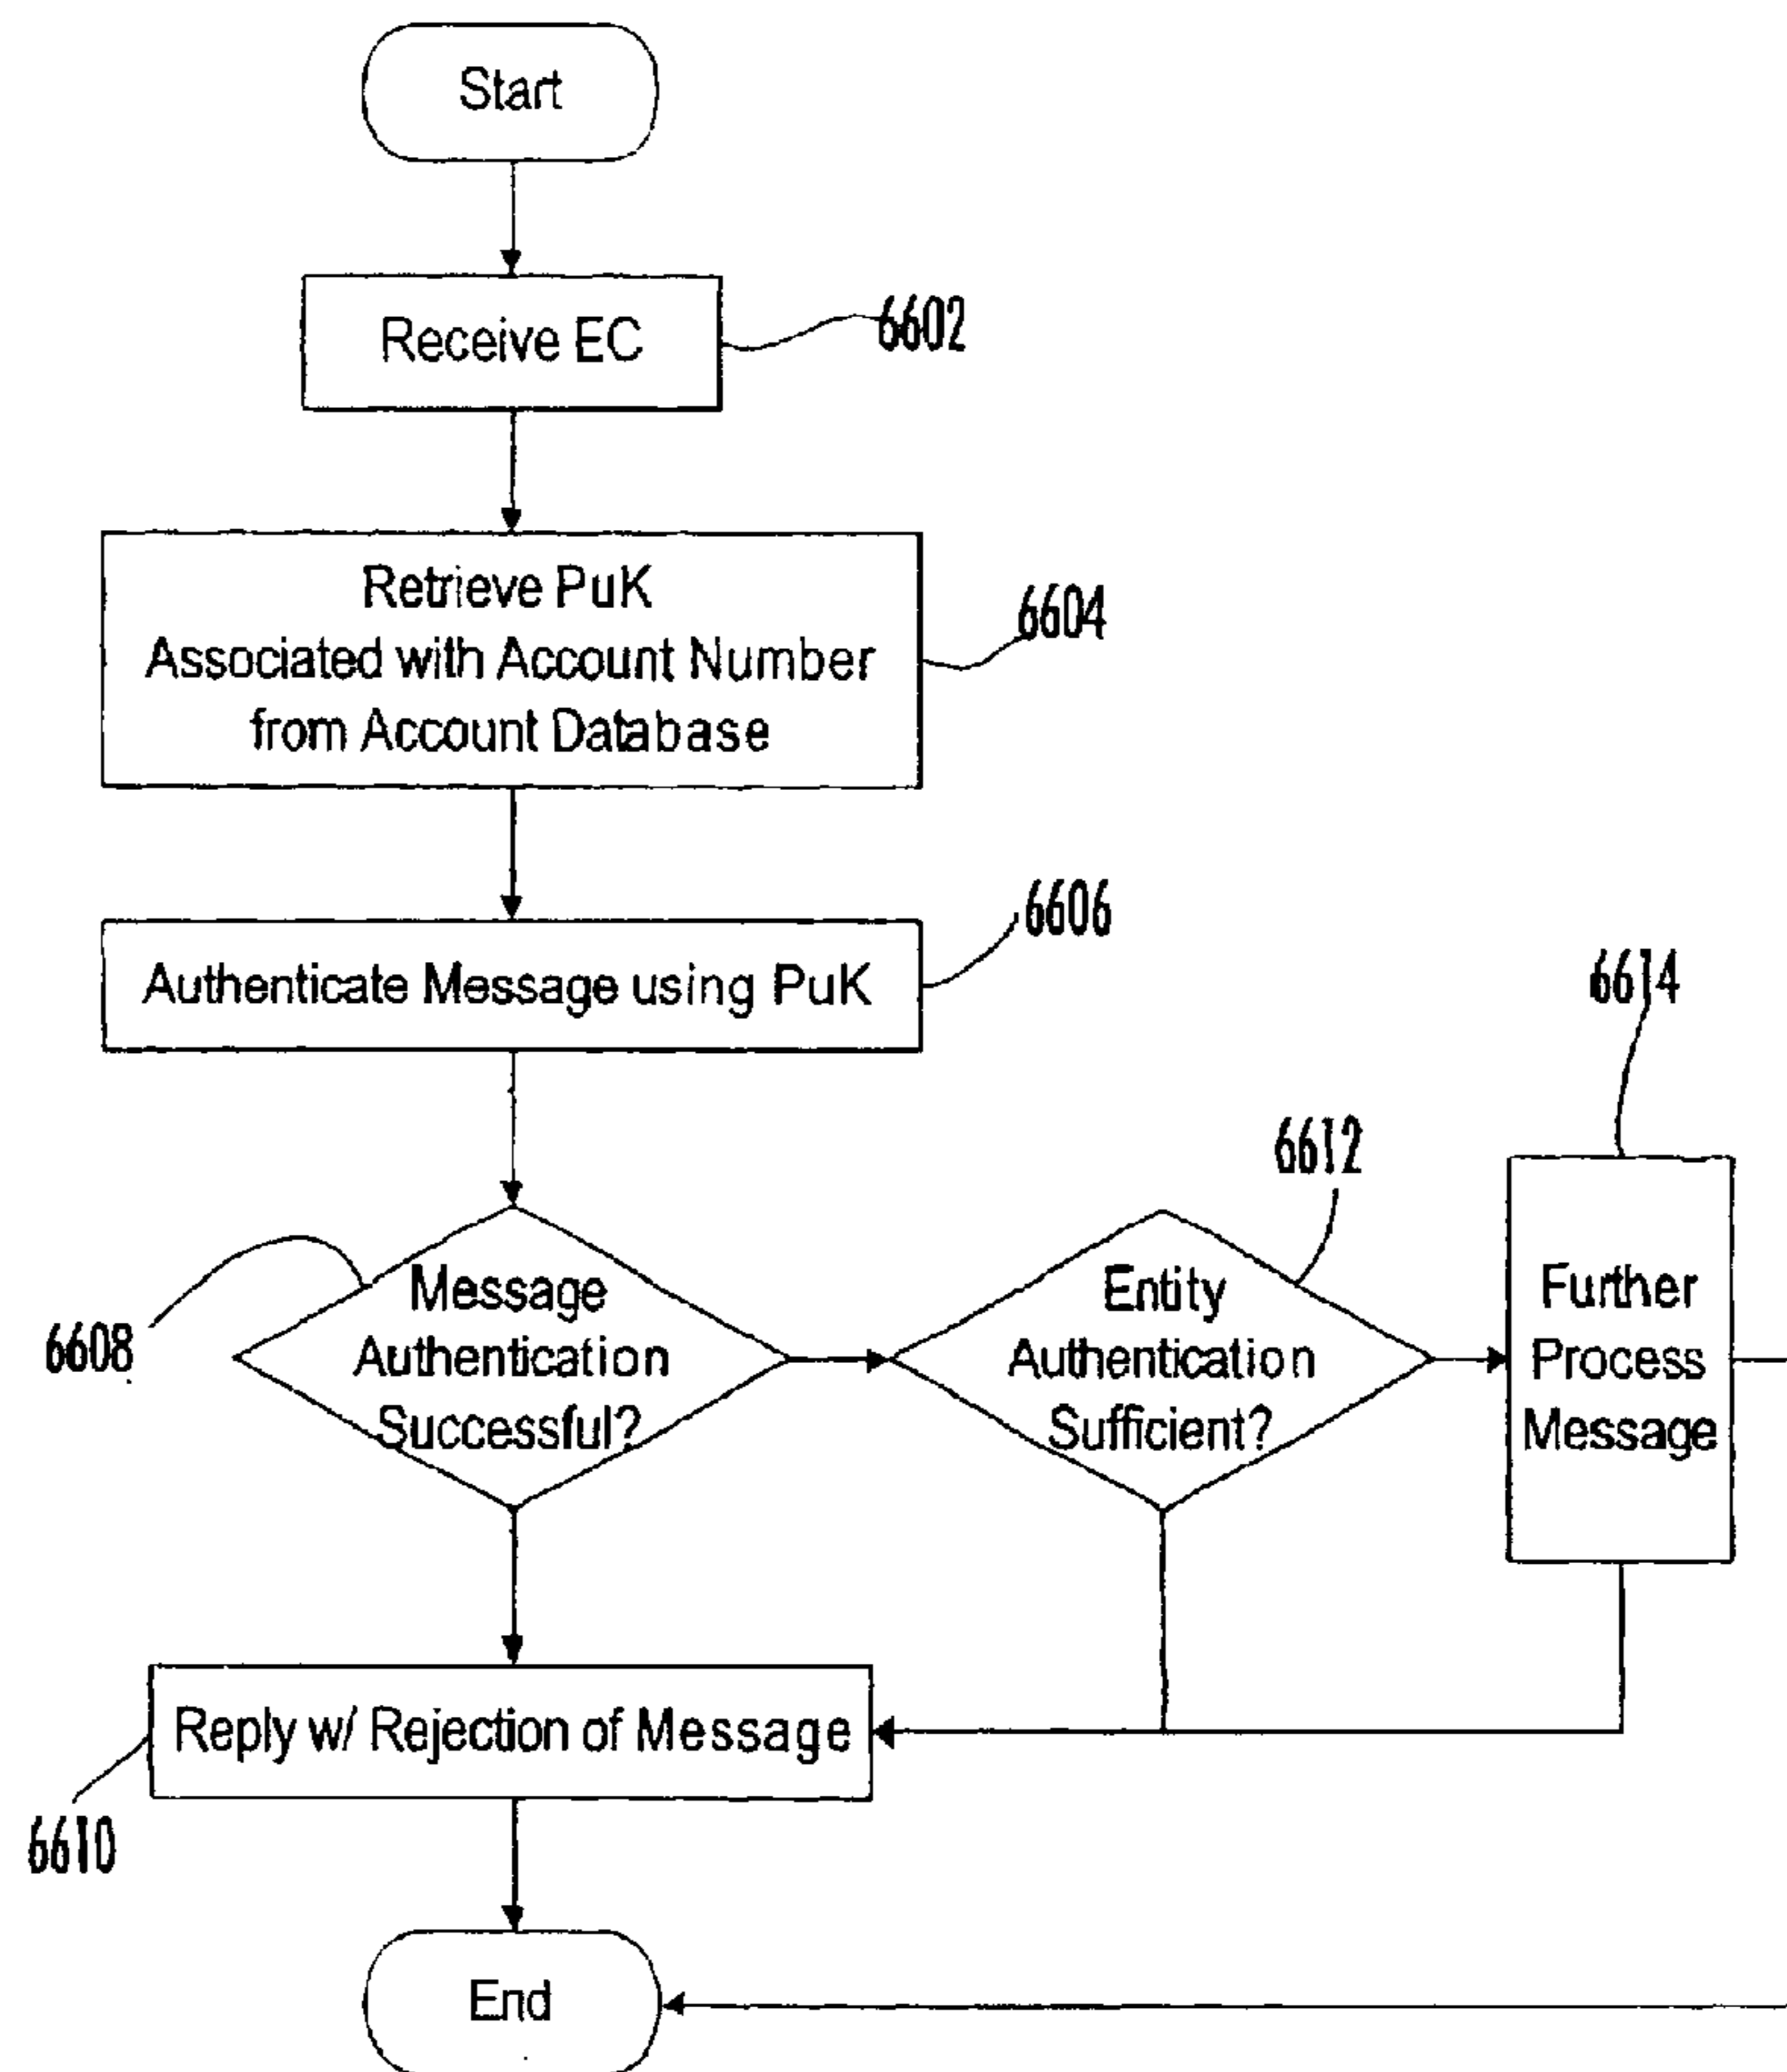 Start
Receive EC
6602
Retrieve PuK
Associated with Account Number
from Account Database
6604
Authenticate Message using PuK
6606
6614
6612
Message
Authentication
Successful?
6608
Entity
Authentication
Sufficient?
Further
Process
Message
Reply w/ Rejection of Message
6610
End